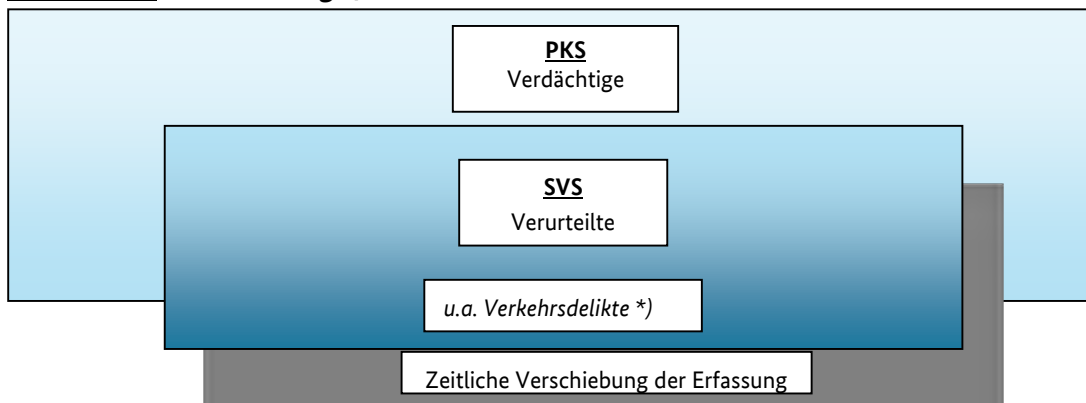 PKS
Verdächtige
SVS
Verurteilte
u.a. Verkehrsdelikte *)
Zeitliche Verschiebung der Erfassung